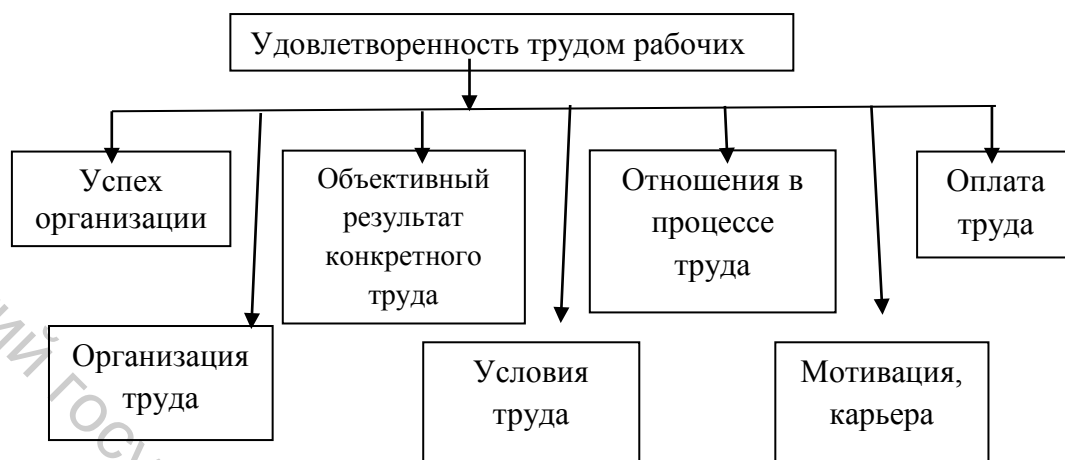 Удовлетворенность трудом рабочих
Успех
организации
Объективный
результат
конкретного
труда
Отношения в
процессе
труда
Оплата
труда
Организация
труда
Условия
труда
Мотивация,
карьера